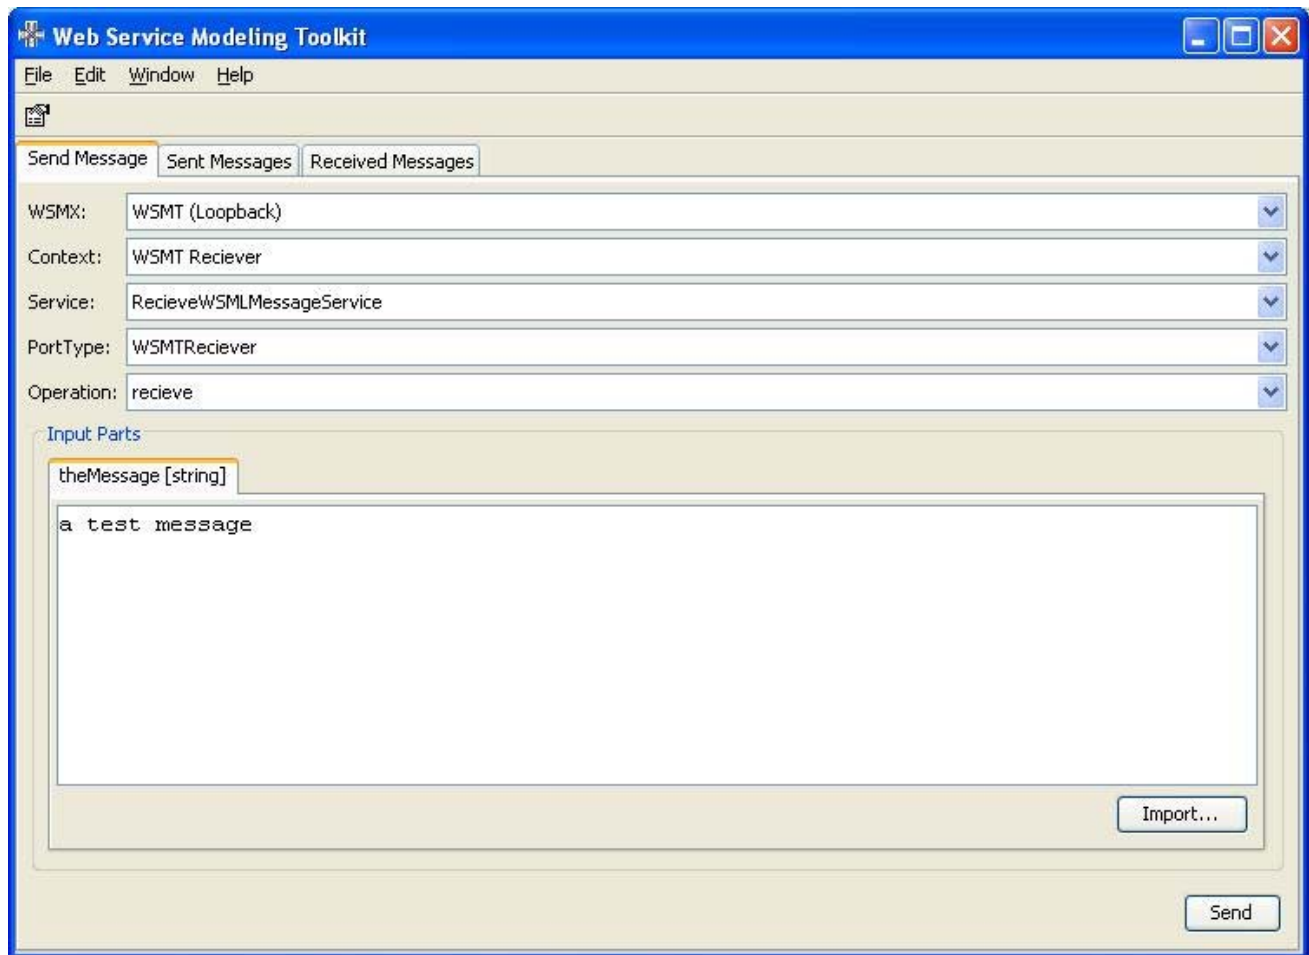 Web Service Modeling Toolkit
File Edit Window Help
Send Message Sent Messages Received Messages
WSMX: WSMT (Loopback)
Context: WSMT Reciever
Service: RecieveWSMLMessageService
PortType: WSMTReciever
Operation: recieve
Input Parts
theMessage [string]
a test message
Import...
Send